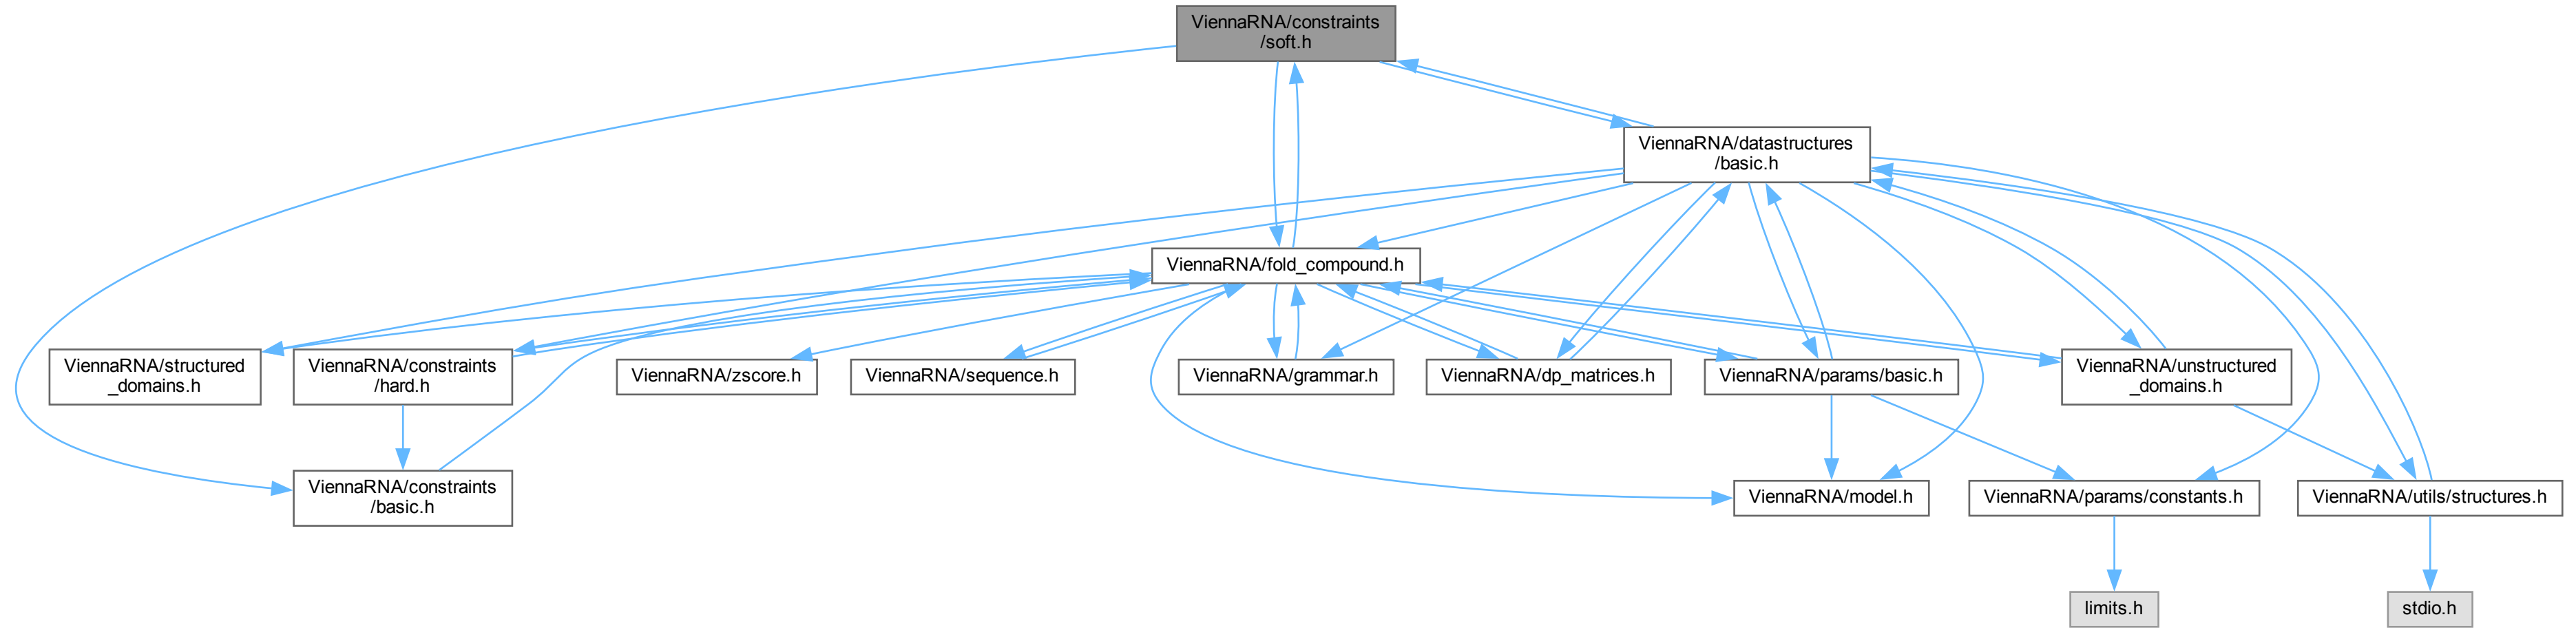 ViennaRNA/constraints
/soft.h
ViennaRNA/datastructures
/basic.h
ViennaRNA/fold_compound.h
ViennaRNA/structured
_domains.h
ViennaRNA/constraints
/hard.h
ViennaRNA/zscore.h
ViennaRNA/sequence.h
ViennaRNA/grammar.h
ViennaRNA/dp_matrices.h
ViennaRNA/params/basic.h
ViennaRNA/unstructured
_domains.h
ViennaRNA/constraints
/basic.h
ViennaRNA/model.h
ViennaRNA/params/constants.h
ViennaRNA/utils/structures.h
limits.h
stdio.h